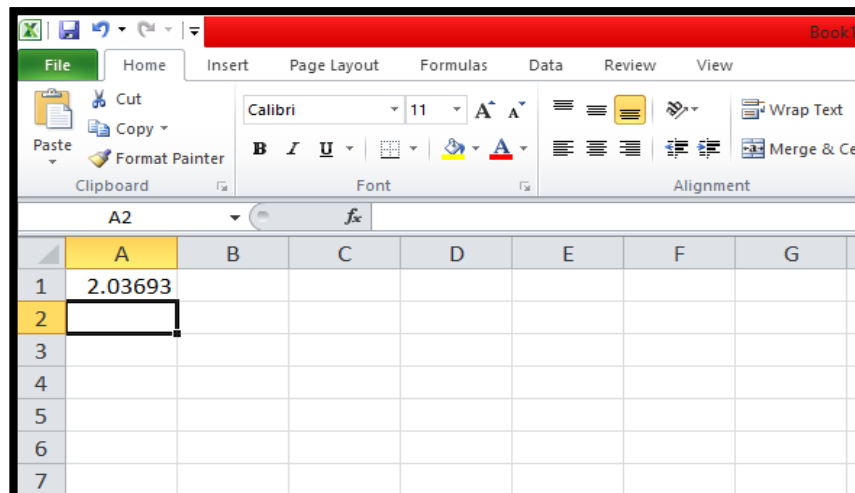 Book1
File Home Insert Page Layout Formulas Data Review View
Cut
Copy
Format Painter
Paste
Clipboard
Calibri 11 A A
B I U A
Font
Wrap Text
Merge & Ce
Alignment
A2 fx
A B C D E F G
1 2.03693
2
3
4
5
6
7